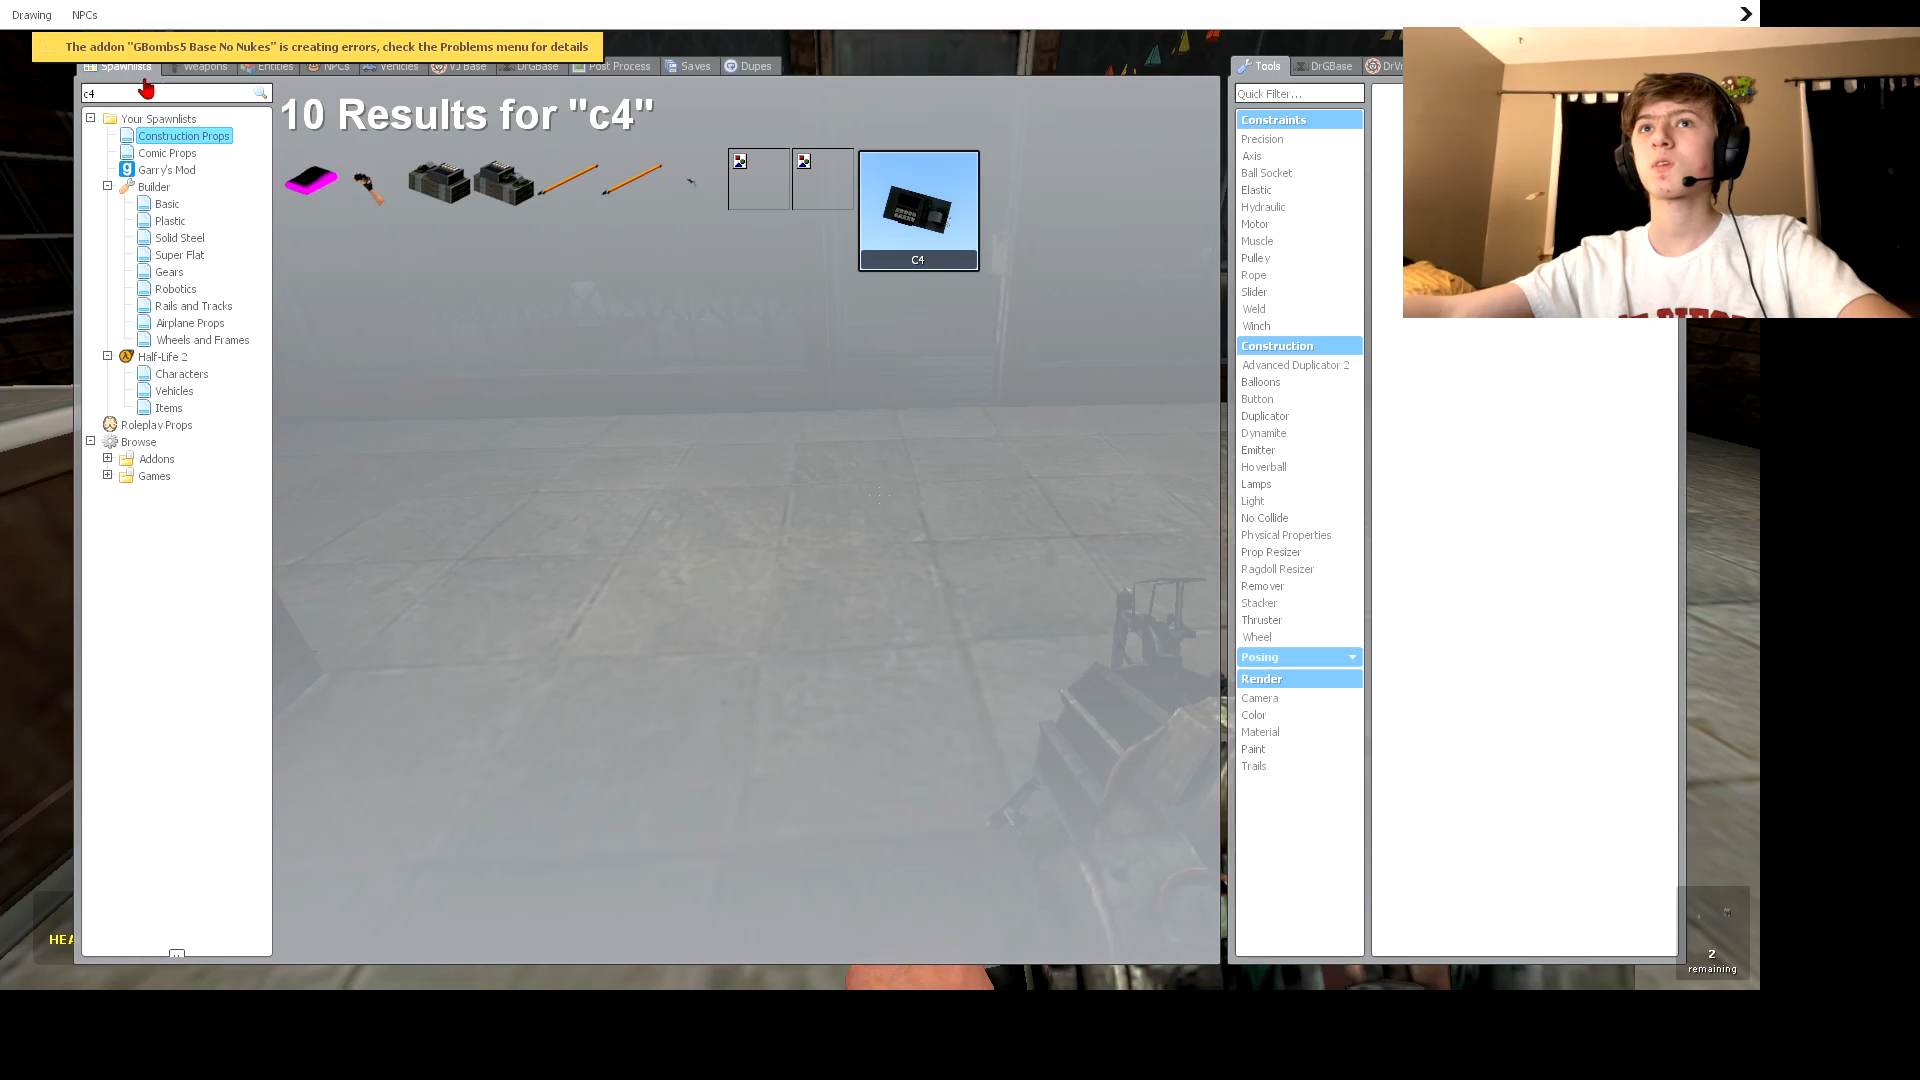 Drawing NPCs
The addon "GBombs5 Base No Nukes" is creating errors, check the Problems menu for details
Spawnlists Weapons Entities NPCs Vehicles VJ Base DrGBase Post Process Saves Dupes
Tools DrGBase
c4
10 Results for "c4"
Quick Filter...
Your Spawnlists
Construction Props
Comic Props
Garry's Mod
Builder
Basic
Plastic
Solid Steel
Super Flat
Gears
Robotics
Rails and Tracks
Airplane Props
Wheels and Frames
Half-Life 2
Characters
Vehicles
Items
Roleplay Props
Browse
Addons
Games
C4
Constraints
Precision
Axis
Ball Socket
Elastic
Hydraulic
Motor
Muscle
Pulley
Rope
Slider
Weld
Winch
Construction
Advanced Duplicator 2
Balloons
Button
Duplicator
Dynamite
Emitter
Hoverball
Lamps
Light
No Collide
Physical Properties
Prop Resizer
Ragdoll Resizer
Remover
Stacker
Thruster
Wheel
Posing
Render
Camera
Color
Material
Paint
Trails
HEA
2
remaining